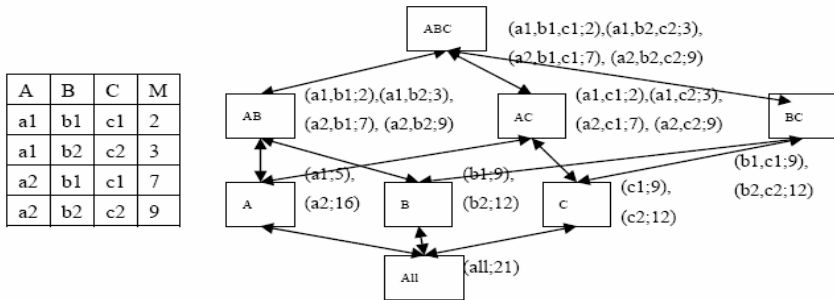 ABC
(a1,b1,c1;2),(a1,b2,c2;3),
(a2,b1,c1;7), (a2,b2,c2;9)
A B C M
a1 b1 c1 2
a1 b2 c2 3
a2 b1 c1 7
a2 b2 c2 9
AB
(a1,b1;2),(a1,b2;3),
(a2,b1;7), (a2,b2;9)
AC
(a1,c1;2),(a1,c2;3),
(a2,c1;7), (a2,c2;9)
BC
(b1,c1;9),
(b2,c2;12)
A
(a1;5),
(a2;16)
B
(b1;9),
(b2;12)
C
(c1;9),
(c2;12)
All
(all;21)